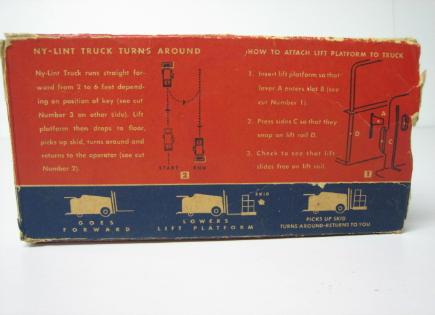 NY-LINT TRUCK TURNS AROUND
Ny-Lint Truck runs straight for-
ward from 2 to 6 feet depend-
ing on position of key (see cut
Number 3 on other side). Lift
platform then drops to floor,
picks up skid, turns around and
returns to the operator (see cut
Number 2).
START END
2
HOW TO ATTACH LIFT PLATFORM TO TRUCK
1. Insert lift platform so that
lever A enters slot B (see
cut Number 1).
2. Press sides C so that they
snap on lift rail D.
3. Check to see that lift
slides free on lift rail.
A
D
C
1
GOES
FORWARD
SKID
LOWERS
LIFT PLATFORM
PICKS UP SKID
TURNS AROUND-RETURNS TO YOU